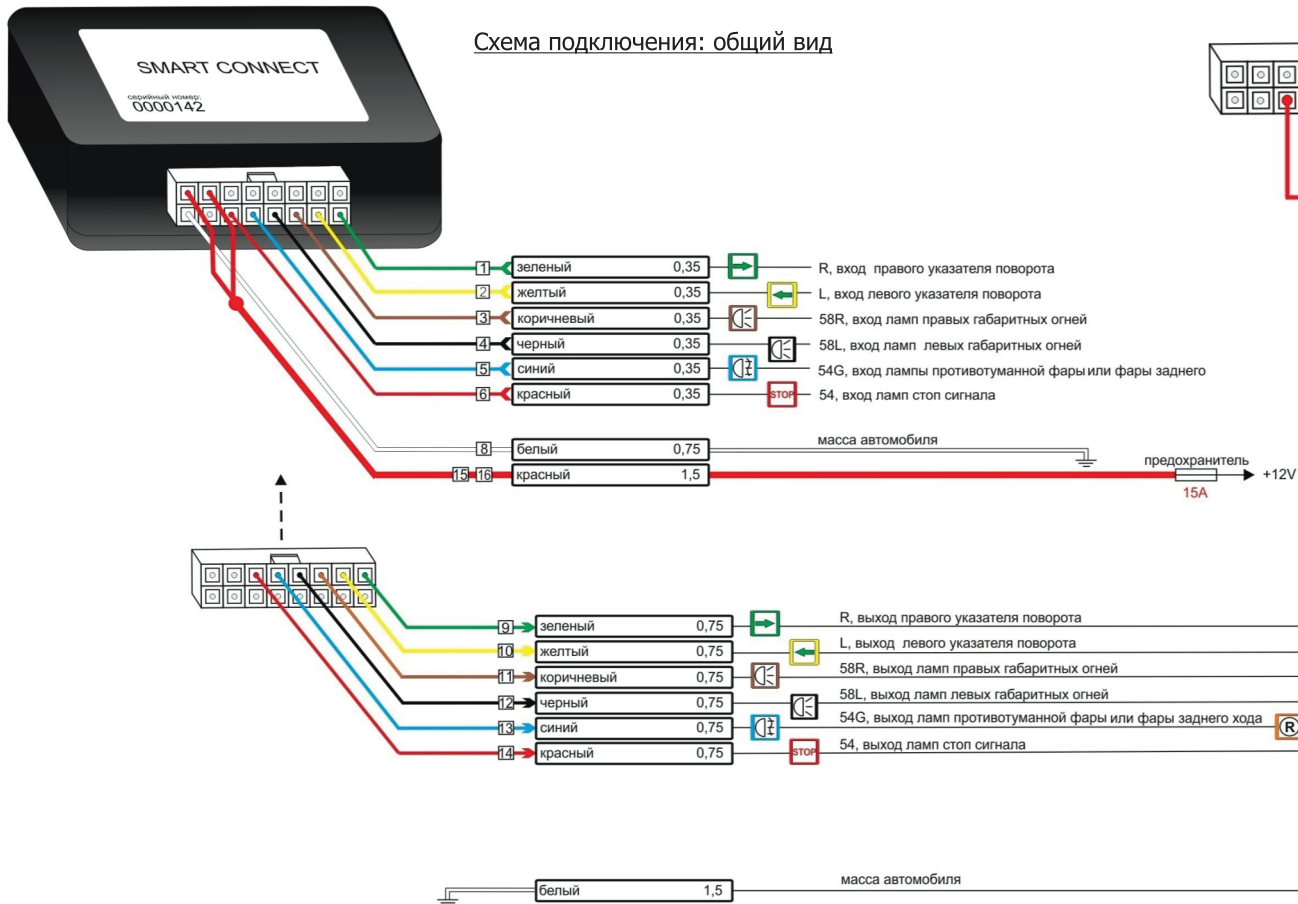 Схема подключения: общий вид
SMART CONNECT
серийный номер:
0000142
1 зеленый 0,35 R, вход правого указателя поворота
2 желтый 0,35 L, вход левого указателя поворота
3 коричневый 0,35 58R, вход ламп правых габаритных огней
4 черный 0,35 58L, вход ламп левых габаритных огней
5 синий 0,35 54G, вход лампы противотуманной фары или фары заднего
6 красный 0,35 STOP 54, вход ламп стоп сигнала
8 белый 0,75 масса автомобиля
15 16 красный 1,5 предохранитель +12V
15A
9 зеленый 0,75 R, выход правого указателя поворота
10 желтый 0,75 L, выход левого указателя поворота
11 коричневый 0,75 58R, выход ламп правых габаритных огней
12 черный 0,75 58L, выход ламп левых габаритных огней
13 синий 0,75 54G, выход ламп противотуманной фары или фары заднего хода R
14 красный 0,75 STOP 54, выход ламп стоп сигнала
белый 1,5 масса автомобиля